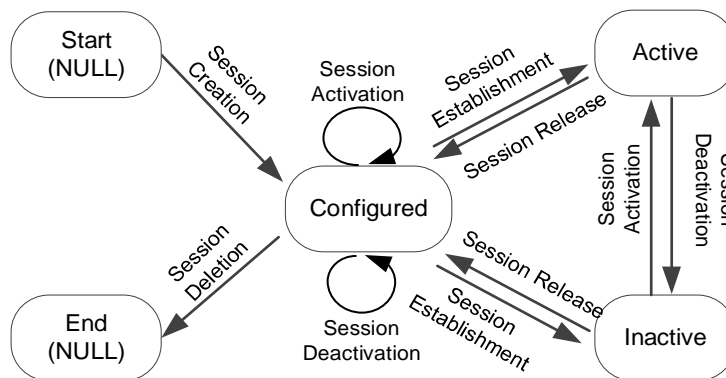 Start
(NULL)
Session
Creation
Session
Activation
Session
Establishment
Session Release
Active
Session
Activation
Session
Deactivation
Configured
Session
Deletion
Session
Deactivation
Session Release
Session
Establishment
End
(NULL)
Inactive